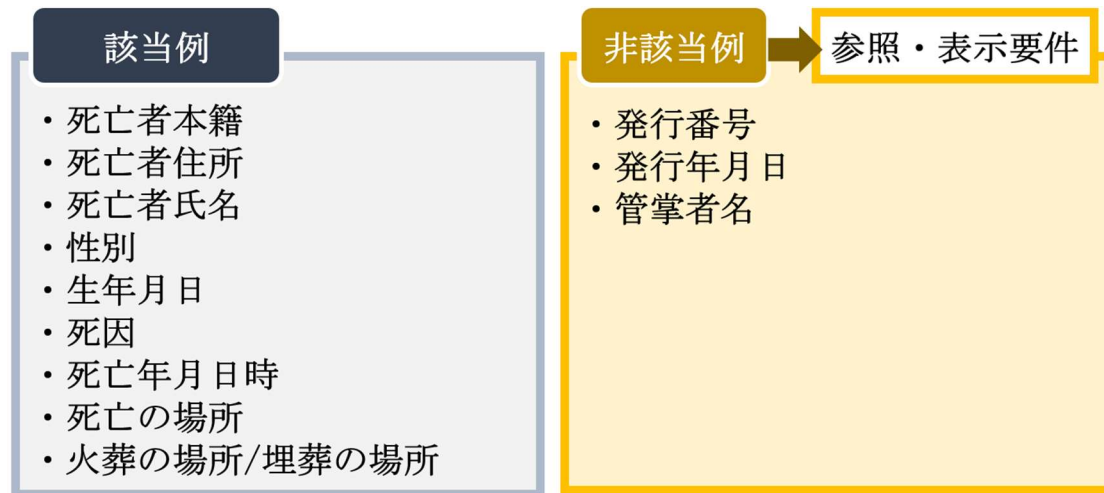 該当例
・死亡者本籍
・死亡者住所
・死亡者氏名
・性別
・生年月日
・死因
・死亡年月日時
・死亡の場所
・火葬の場所/埋葬の場所
非該当例
参照・表示要件
・発行番号
・発行年月日
・管掌者名